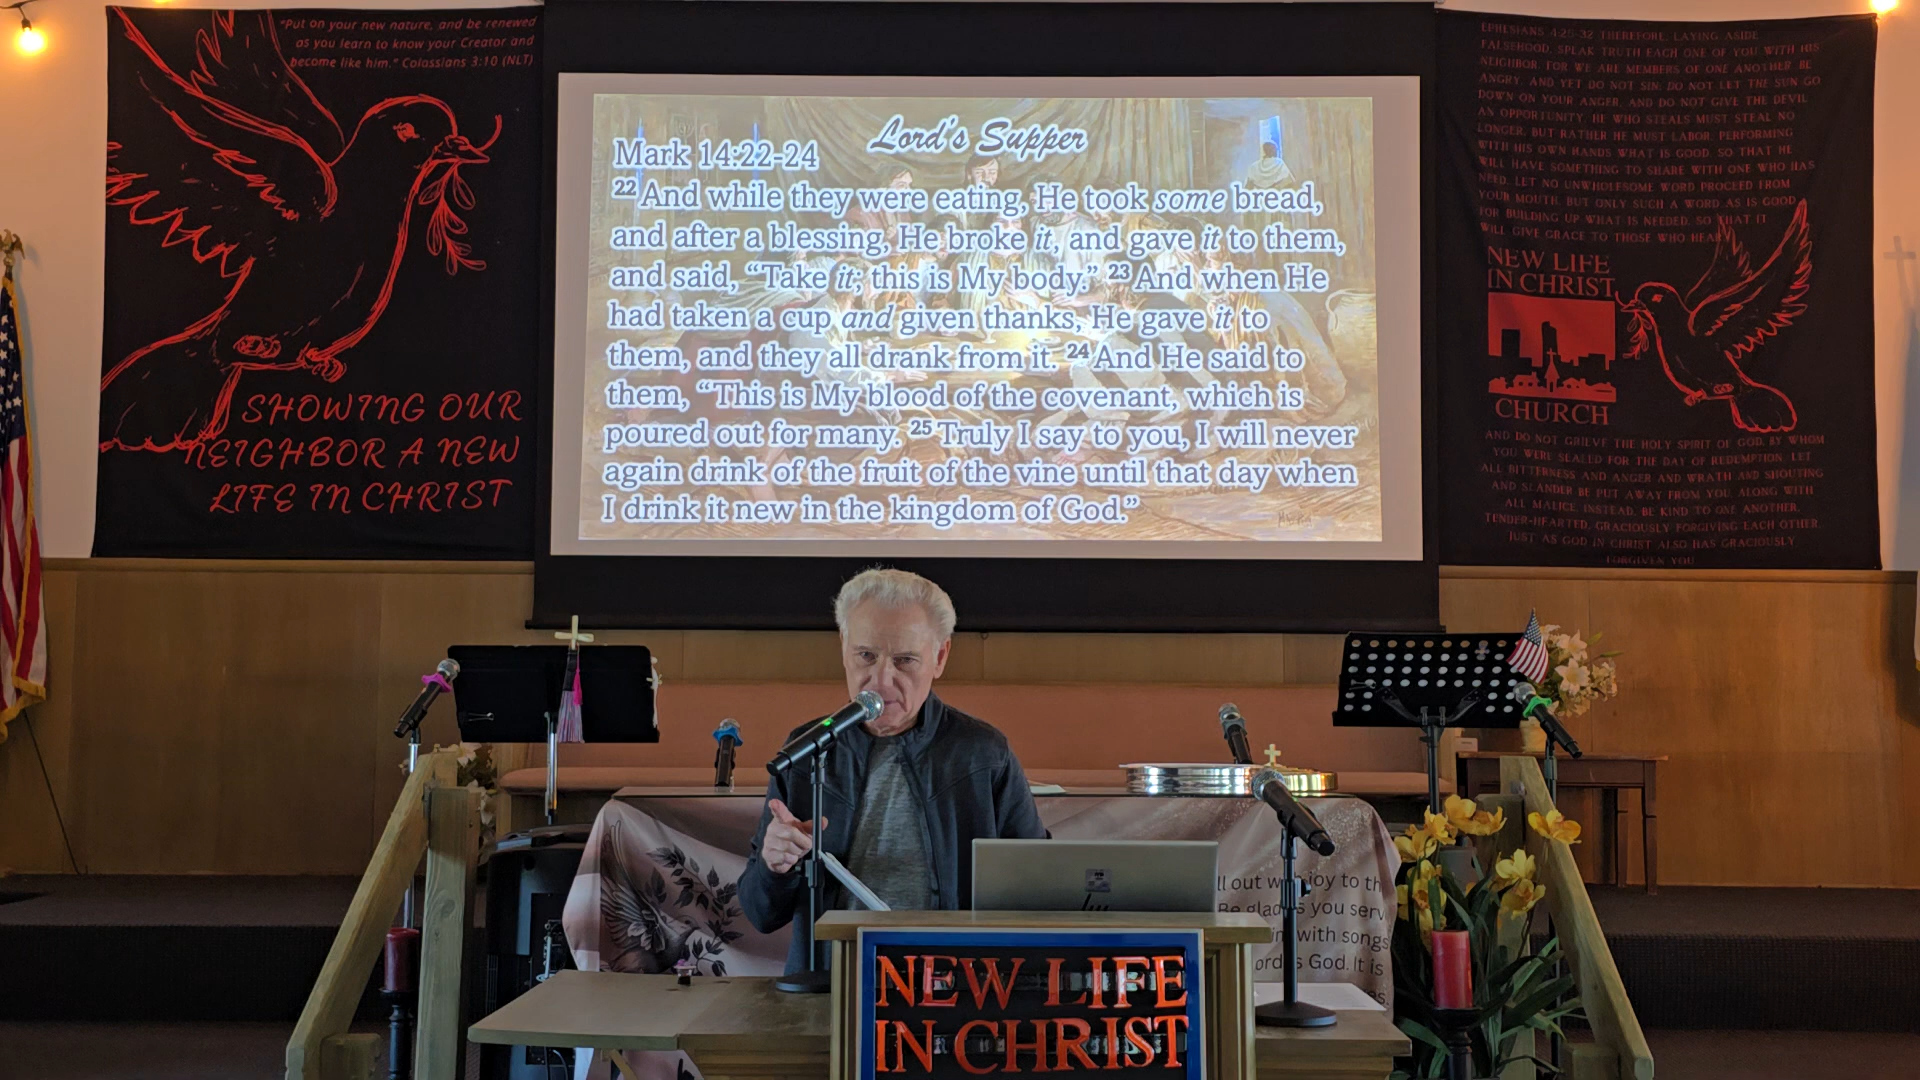 "Put on your new nature, and be renewed
as you learn to know your Creator and
become like him." Colossians 3:10 (NLT)
SHOWING OUR
NEIGHBOR A NEW
LIFE IN CHRIST
Lord's Supper
Mark 14:22-24
22 And while they were eating, He took some bread,
and after a blessing, He broke it, and gave it to them,
and said, “Take it; this is My body.” 23 And when He
had taken a cup and given thanks, He gave it to
them, and they all drank from it. 24 And He said to
them, “This is My blood of the covenant, which is
poured out for many. 25 Truly I say to you, I will never
again drink of the fruit of the vine until that day when
I drink it new in the kingdom of God.”
EPHESIANS 4:25-32 THEREFORE, LAYING ASIDE
FALSEHOOD, SPEAK TRUTH EACH ONE OF YOU WITH HIS
NEIGHBOR, FOR WE ARE MEMBERS OF ONE ANOTHER. BE
ANGRY, AND YET DO NOT SIN; DO NOT LET THE SUN GO
DOWN ON YOUR ANGER, AND DO NOT GIVE THE DEVIL
AN OPPORTUNITY. HE WHO STEALS MUST STEAL NO
LONGER, BUT RATHER HE MUST LABOR, PERFORMING
WITH HIS OWN HANDS WHAT IS GOOD, SO THAT HE
WILL HAVE SOMETHING TO SHARE WITH ONE WHO HAS
NEED. LET NO UNWHOLESOME WORD PROCEED FROM
YOUR MOUTH, BUT ONLY SUCH A WORD AS IS GOOD
FOR BUILDING UP WHAT IS NEEDED, SO THAT IT
WILL GIVE GRACE TO THOSE WHO HEAR
NEW LIFE
IN CHRIST
CHURCH
AND DO NOT GRIEVE THE HOLY SPIRIT OF GOD, BY WHOM
YOU WERE SEALED FOR THE DAY OF REDEMPTION. LET
ALL BITTERNESS AND ANGER AND WRATH AND SHOUTING
AND SLANDER BE PUT AWAY FROM YOU, ALONG WITH
ALL MALICE. INSTEAD, BE KIND TO ONE ANOTHER,
TENDER-HEARTED, GRACIOUSLY FORGIVING EACH OTHER,
JUST AS GOD IN CHRIST ALSO HAS GRACIOUSLY
FORGIVEN YOU
out joy to
Be you
with songs
God. It is
NEW LIFE
IN CHRIST